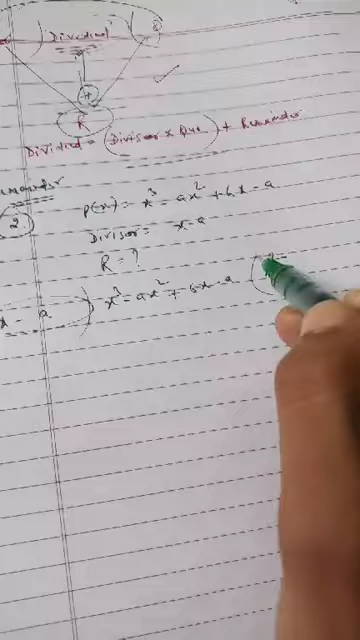 ) Dividend (
R
Dividend = (Divisor x Quo) + Remainder
2.
P(x) = x³ - ax² + 6x - a
Divisor = x-a
R = ?
x - a ) x³ - ax² + 6x - a (